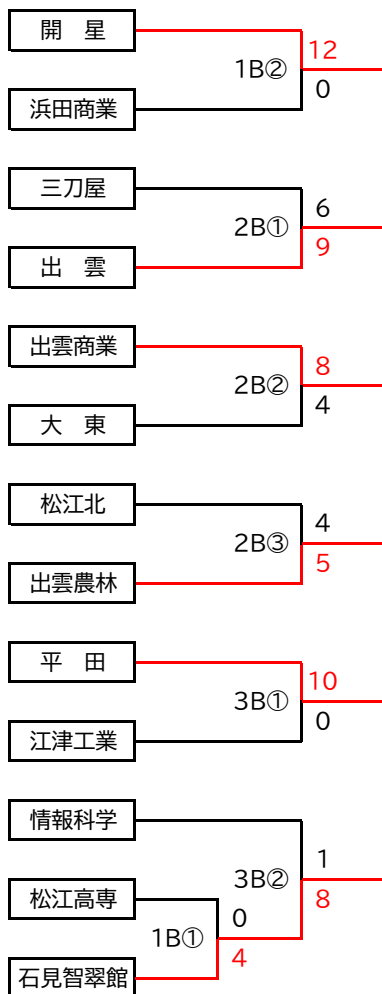 開　星
12
1B②
0
浜田商業
三刀屋
6
2B①
9
出　雲
出雲商業
8
2B②
4
大　東
松江北
4
2B③
5
出雲農林
平　田
10
3B①
0
江津工業
情報科学
1
3B②
8
松江高専
0
1B①
4
石見智翠館